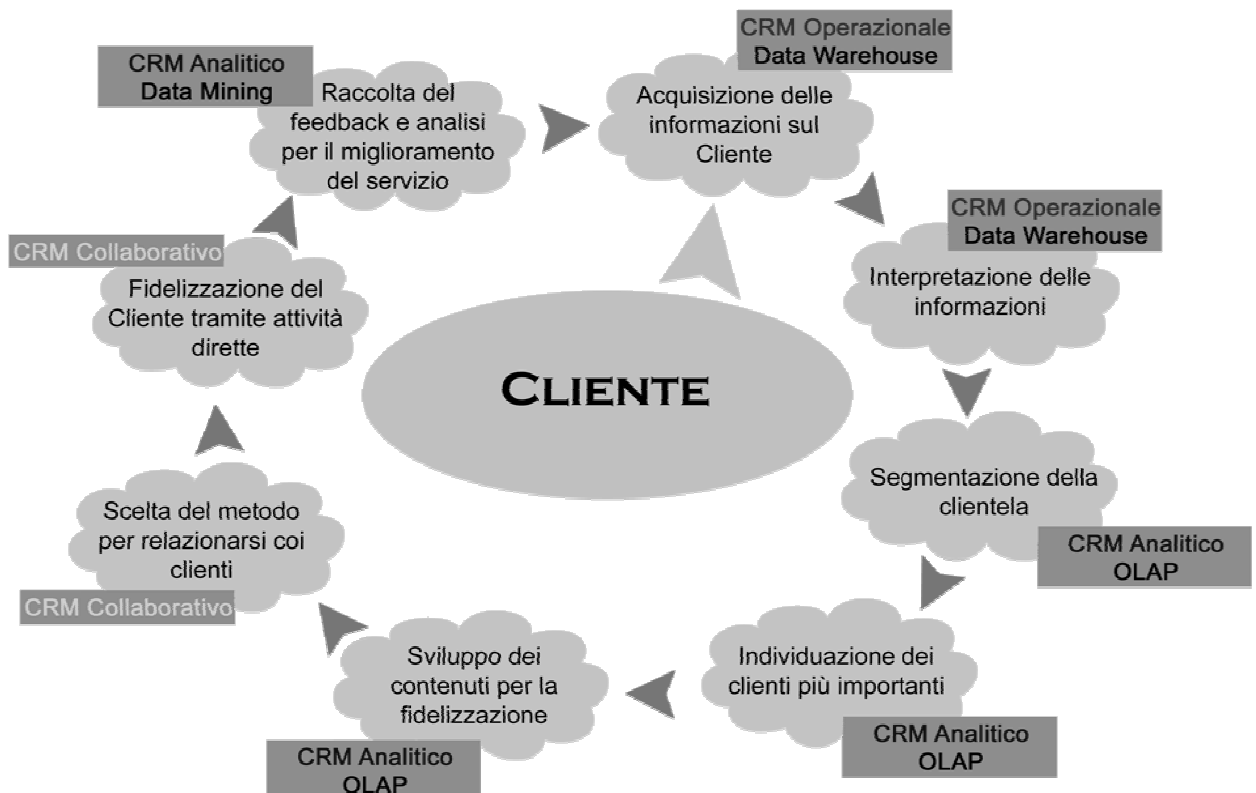 CRM Operazionale
Data Warehouse
Acquisizione delle
informazioni sul
Cliente
CRM Operazionale
Data Warehouse
Interpretazione delle
informazioni
Segmentazione della
clientela
CRM Analitico
OLAP
Individuazione dei
clienti più importanti
CRM Analitico
OLAP
Sviluppo dei
contenuti per la
fidelizzazione
CRM Analitico
OLAP
Scelta del metodo
per relazionarsi coi
clienti
CRM Collaborativo
CRM Collaborativo
Fidelizzazione del
Cliente tramite attività
dirette
CRM Analitico
Data Mining
Raccolta del
feedback e analisi
per il miglioramento
del servizio
CLIENTE